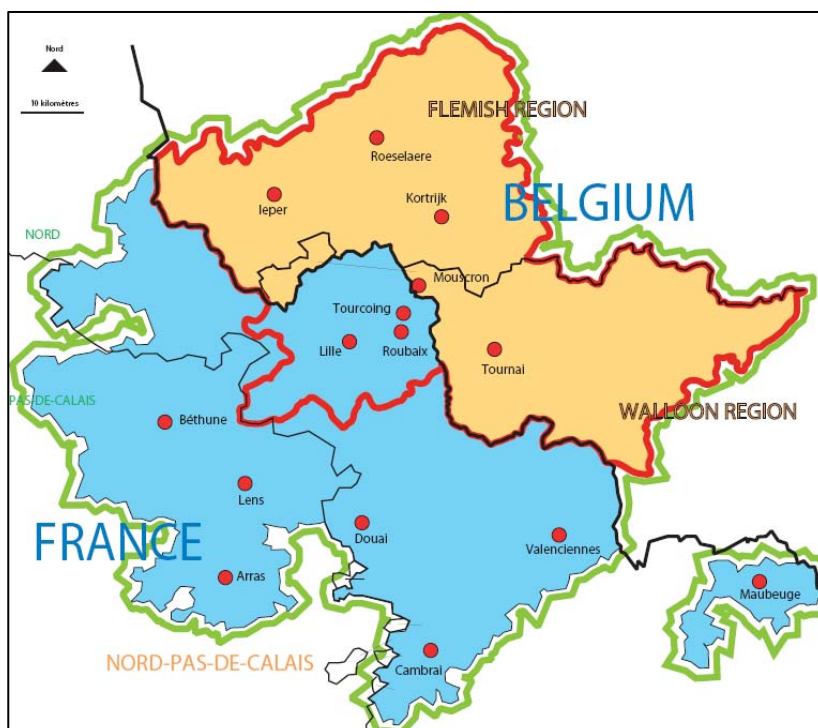 Nord
10 kilomètres
FLEMISH REGION
Roeselaere
Ieper
Kortrijk
BELGIUM
NORD
Mouscron
Tourcoing
Lille
Roubaix
Tournai
PAS-DE-CALAIS
WALLOON REGION
Béthune
Lens
FRANCE
Douai
Valenciennes
Arras
Maubeuge
NORD-PAS-DE-CALAIS
Cambrai